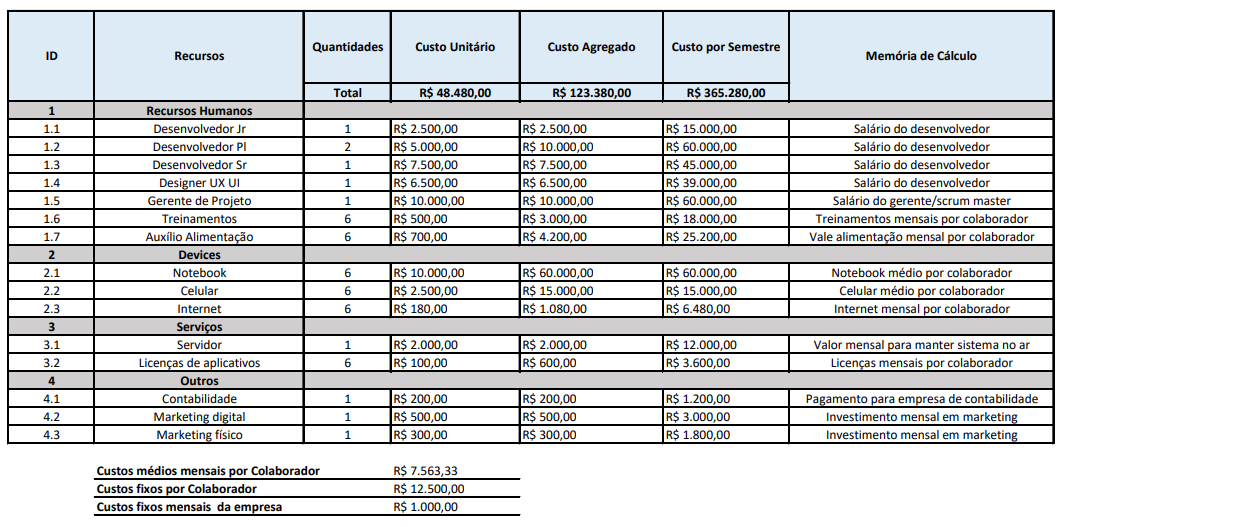 ID Recursos Quantidades Custo Unitário Custo Agregado Custo por Semestre Memória de Cálculo
Total R$ 48.480,00 R$ 123.380,00 R$ 365.280,00
1 Recursos Humanos
1.1 Desenvolvedor Jr 1 R$ 2.500,00 R$ 2.500,00 R$ 15.000,00 Salário do desenvolvedor
1.2 Desenvolvedor Pl 2 R$ 5.000,00 R$ 10.000,00 R$ 60.000,00 Salário do desenvolvedor
1.3 Desenvolvedor Sr 1 R$ 7.500,00 R$ 7.500,00 R$ 45.000,00 Salário do desenvolvedor
1.4 Designer UX UI 1 R$ 6.500,00 R$ 6.500,00 R$ 39.000,00 Salário do desenvolvedor
1.5 Gerente de Projeto 1 R$ 10.000,00 R$ 10.000,00 R$ 60.000,00 Salário do gerente/scrum master
1.6 Treinamentos 6 R$ 500,00 R$ 3.000,00 R$ 18.000,00 Treinamentos mensais por colaborador
1.7 Auxílio Alimentação 6 R$ 700,00 R$ 4.200,00 R$ 25.200,00 Vale alimentação mensal por colaborador
2 Devices
2.1 Notebook 6 R$ 10.000,00 R$ 60.000,00 R$ 60.000,00 Notebook médio por colaborador
2.2 Celular 6 R$ 2.500,00 R$ 15.000,00 R$ 15.000,00 Celular médio por colaborador
2.3 Internet 6 R$ 180,00 R$ 1.080,00 R$ 6.480,00 Internet mensal por colaborador
3 Serviços
3.1 Servidor 1 R$ 2.000,00 R$ 2.000,00 R$ 12.000,00 Valor mensal para manter sistema no ar
3.2 Licenças de aplicativos 6 R$ 100,00 R$ 600,00 R$ 3.600,00 Licenças mensais por colaborador
4 Outros
4.1 Contabilidade 1 R$ 200,00 R$ 200,00 R$ 1.200,00 Pagamento para empresa de contabilidade
4.2 Marketing digital 1 R$ 500,00 R$ 500,00 R$ 3.000,00 Investimento mensal em marketing
4.3 Marketing físico 1 R$ 300,00 R$ 300,00 R$ 1.800,00 Investimento mensal em marketing
Custos médios mensais por Colaborador R$ 7.563,33
Custos fixos por Colaborador R$ 12.500,00
Custos fixos mensais da empresa R$ 1.000,00